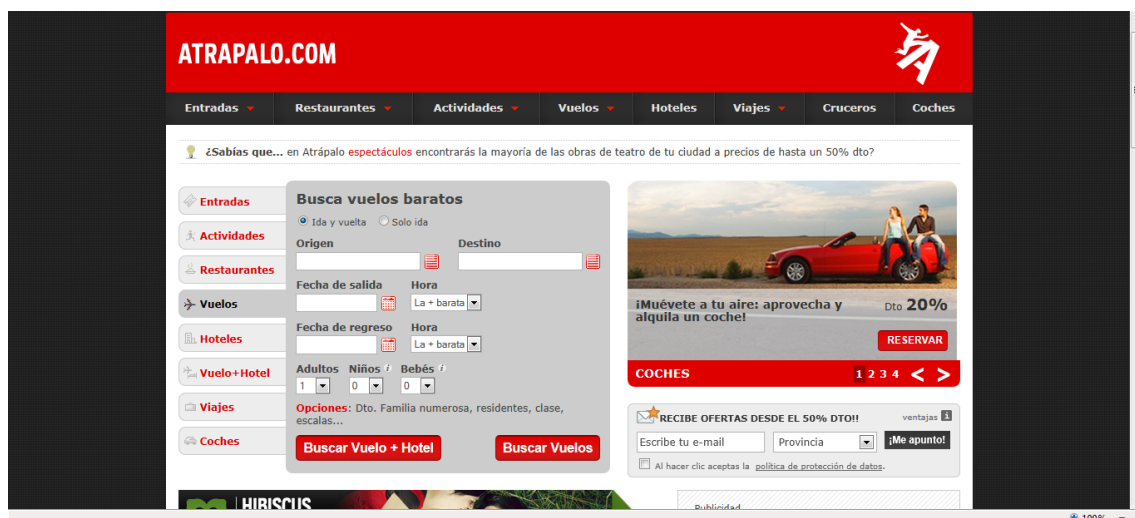 ATRAPALO.COM
Entradas Restaurantes Actividades Vuelos Hoteles Viajes Cruceros Coches
¿Sabías que... en Atrápalo espectáculos encontrarás la mayoría de las obras de teatro de tu ciudad a precios de hasta un 50% dto?
Entradas
Actividades
Restaurantes
Vuelos
Hoteles
Vuelo+Hotel
Viajes
Coches
Busca vuelos baratos
Ida y vuelta Solo ida
Origen Destino
Fecha de salida Hora
La + barata
Fecha de regreso Hora
La + barata
Adultos Niños i Bebés i
1 0 0
Opciones: Dto. Familia numerosa, residentes, clase,
escalas...
Buscar Vuelo + Hotel Buscar Vuelos
¡Muévete a tu aire: aprovecha y
alquila un coche!
Dto 20%
RESERVAR
COCHES 1 2 3 4 < >
RECIBE OFERTAS DESDE EL 50% DTO!! ventajas i
Escribe tu e-mail Provincia ¡Me apunto!
Al hacer clic aceptas la política de protección de datos.
HIBISCUS
Publicidad
100%